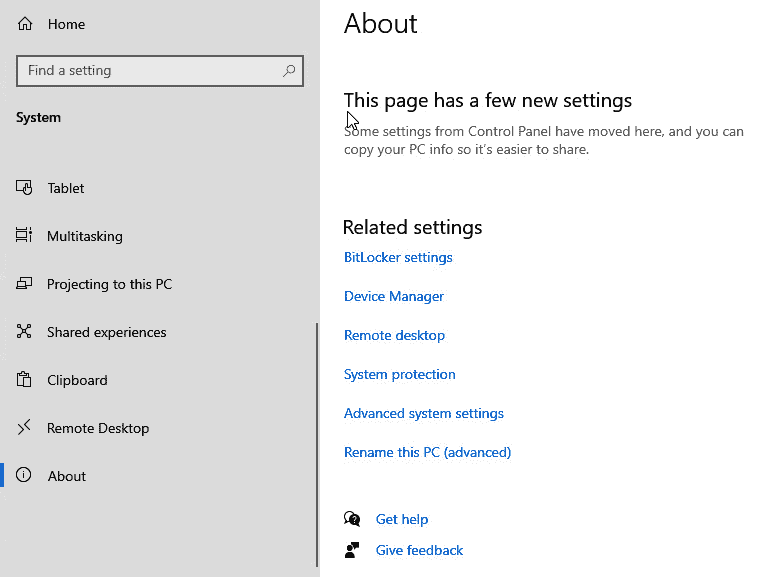 Home
Find a setting
System
Tablet
Multitasking
Projecting to this PC
Shared experiences
Clipboard
Remote Desktop
About
About
This page has a few new settings
Some settings from Control Panel have moved here, and you can
copy your PC info so it's easier to share.
Related settings
BitLocker settings
Device Manager
Remote desktop
System protection
Advanced system settings
Rename this PC (advanced)
Get help
Give feedback